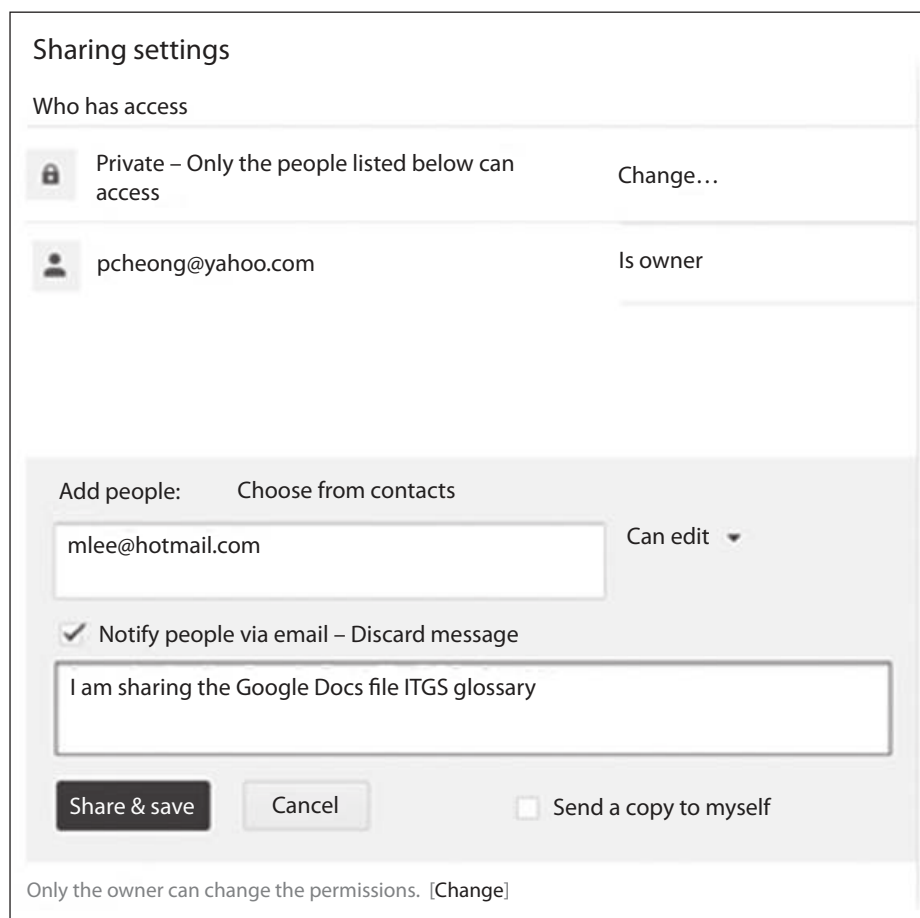 Sharing settings
Who has access
Private – Only the people listed below can
access
Change…
pcheong@yahoo.com
Is owner
Add people:
Choose from contacts
mlee@hotmail.com
Can edit
Notify people via email – Discard message
I am sharing the Google Docs file ITGS glossary
Share & save
Cancel
Send a copy to myself
Only the owner can change the permissions. [Change]